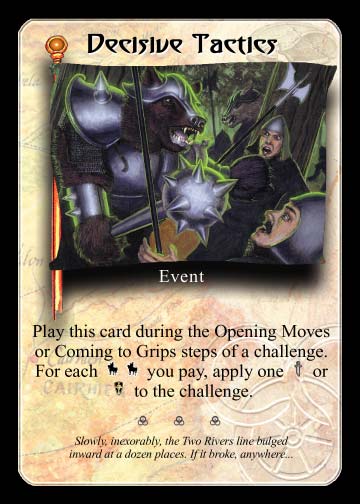 Decisive Tactics
Event
Play this card during the Opening Moves
or Coming to Grips steps of a challenge.
For each you pay, apply one or
to the challenge.
Slowly, inexorably, the Two Rivers line bulged
inward at a dozen places. If it broke, anywhere...